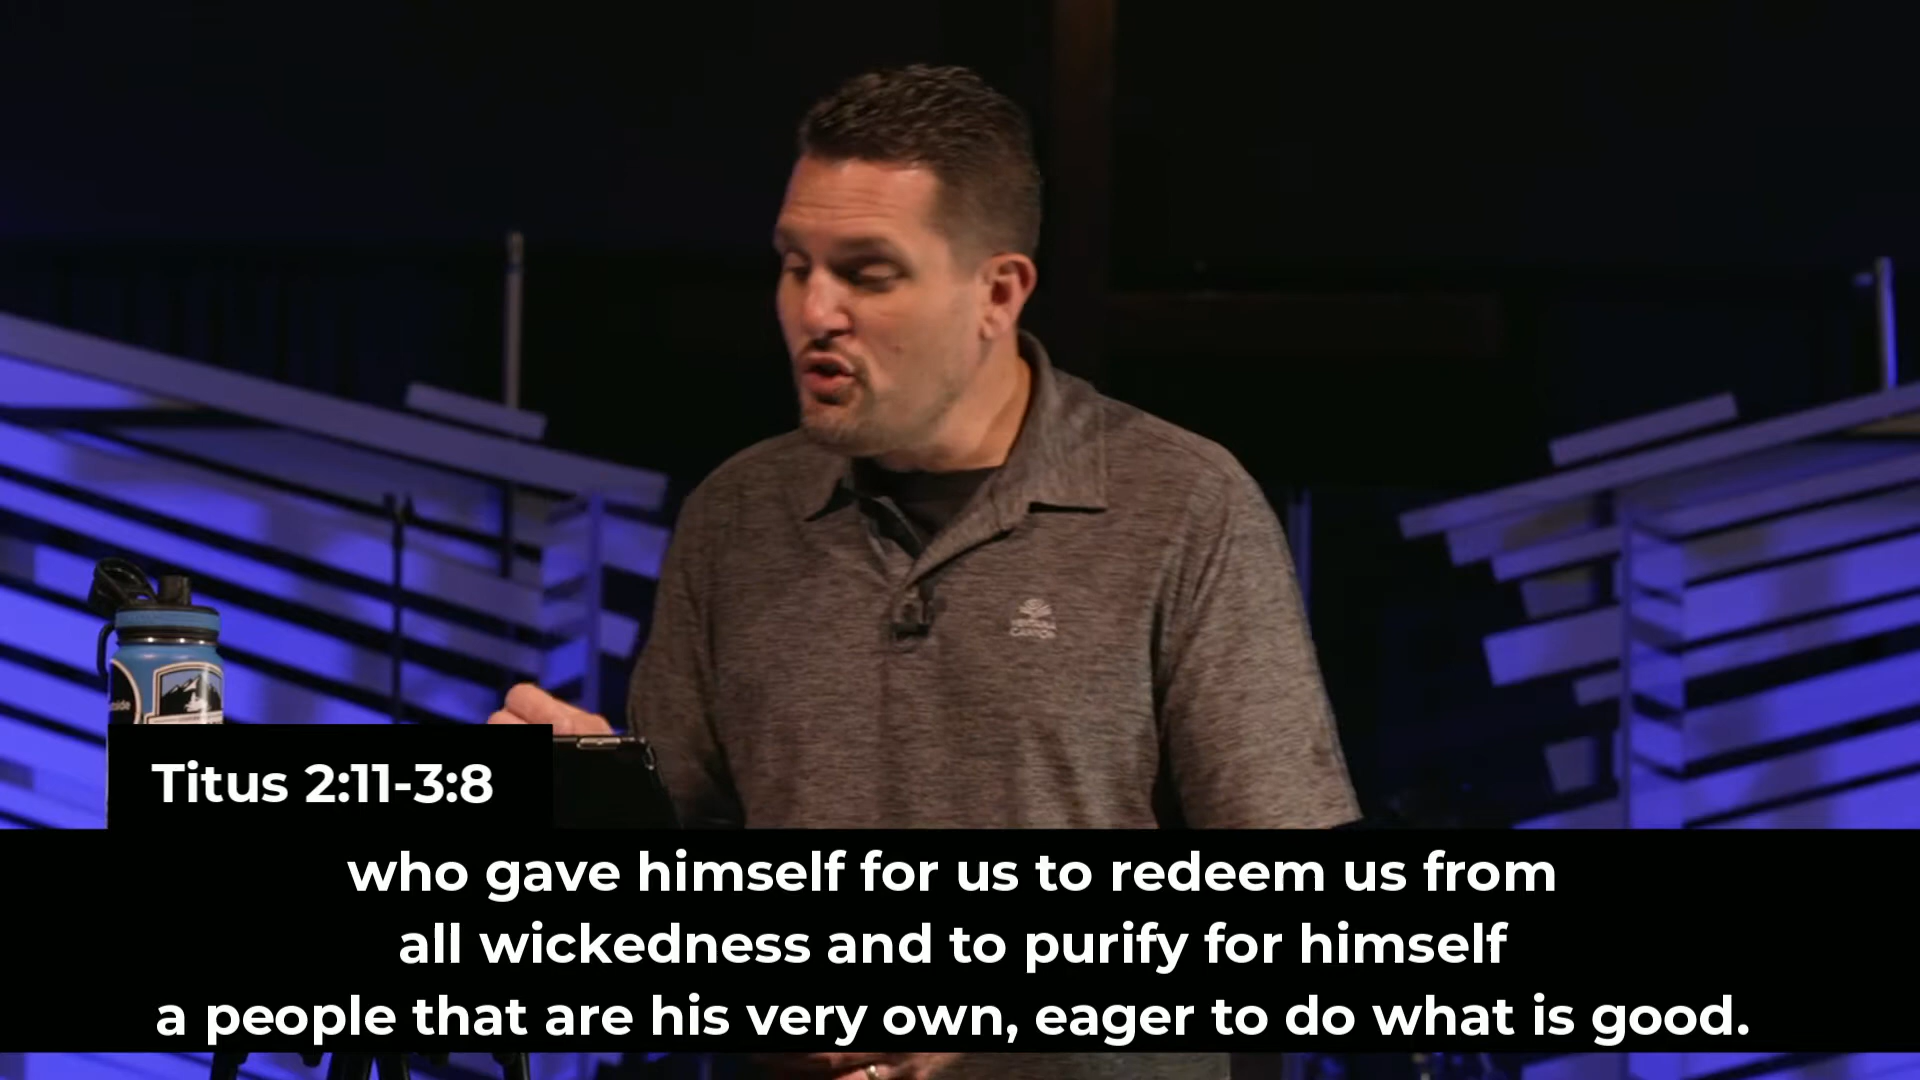 Titus 2:11-3:8
who gave himself for us to redeem us from
all wickedness and to purify for himself
a people that are his very own, eager to do what is good.